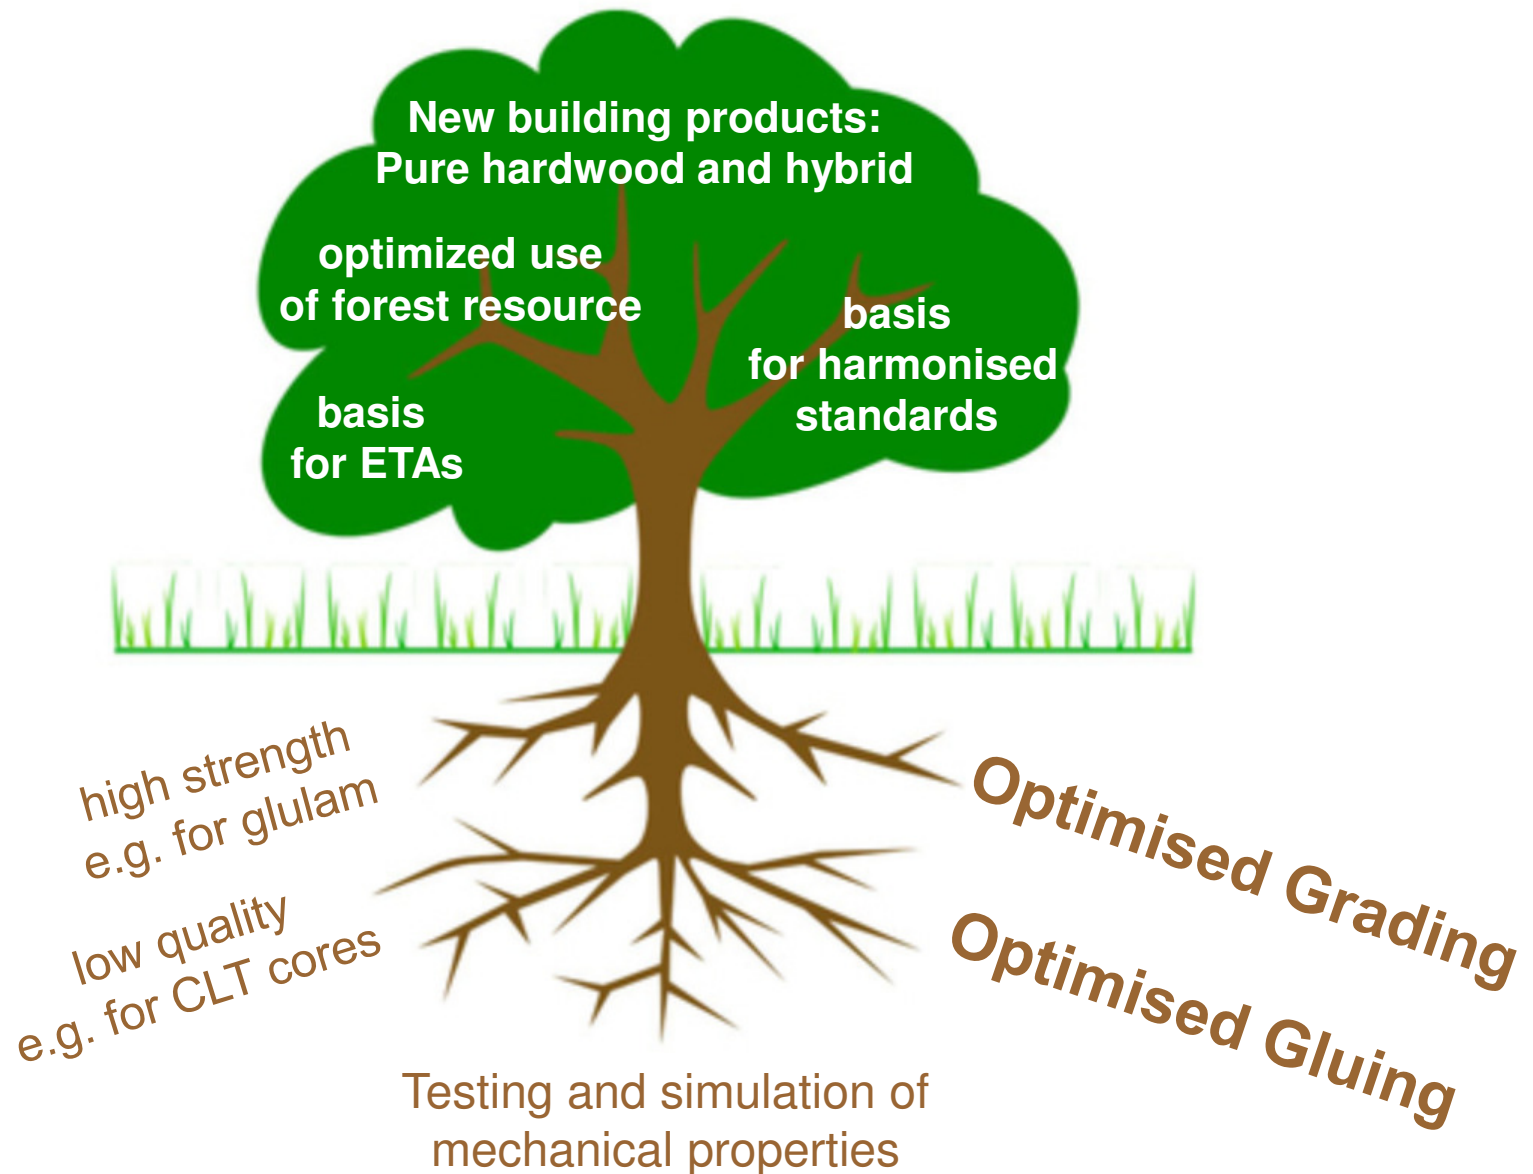 New building products:
Pure hardwood and hybrid
optimized use
of forest resource
basis
for harmonised
standards
basis
for ETAs
high strength
e.g. for glulam
low quality
e.g. for CLT cores
Optimised Grading
Optimised Gluing
Testing and simulation of
mechanical properties